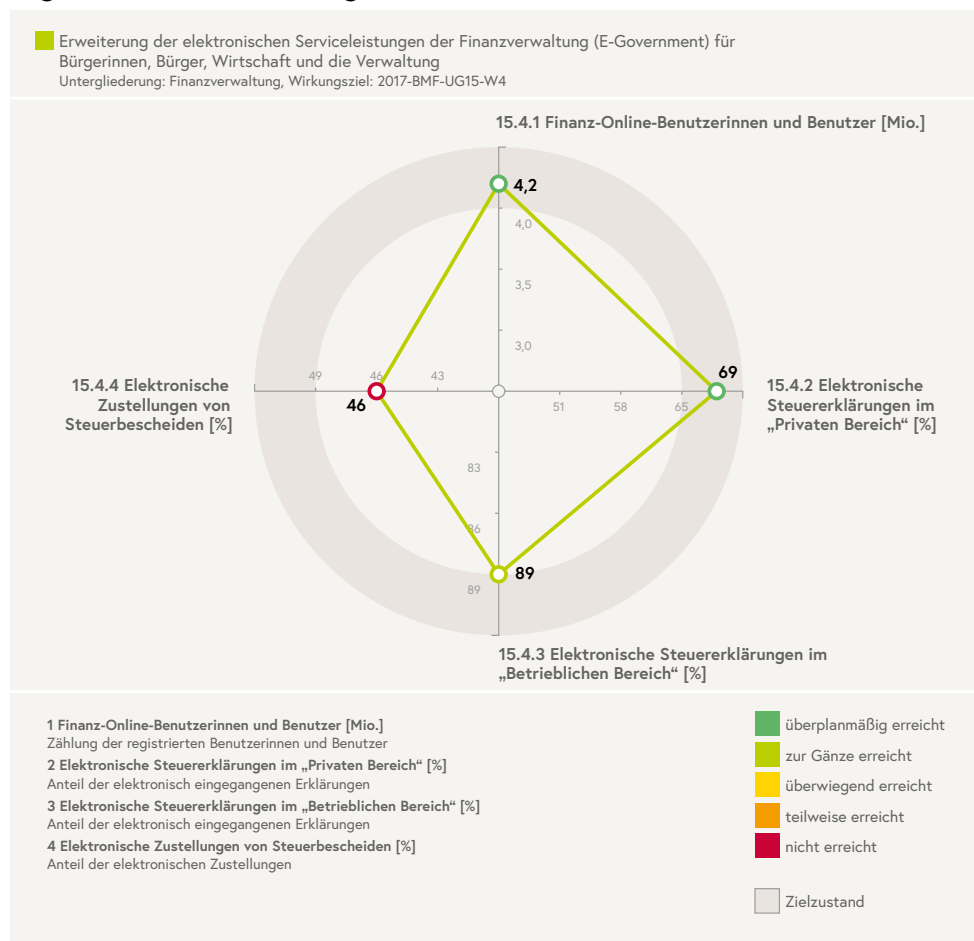 Erweiterung der elektronischen Serviceleistungen der Finanzverwaltung (E-Government) für
Bürgerinnen, Bürger, Wirtschaft und die Verwaltung
Untergliederung: Finanzverwaltung, Wirkungsziel: 2017-BMF-UG15-W4
15.4.1 Finanz-Online-Benutzerinnen und Benutzer [Mio.]
4,2
4,0
3,5
3,0
49
46
43
46
15.4.4 Elektronische
Zustellungen von
Steuerbescheiden [%]
69
51
58
65
15.4.2 Elektronische
Steuererklärungen im
„Privaten Bereich“ [%]
83
86
89
89
15.4.3 Elektronische Steuererklärungen im
„Betrieblichen Bereich“ [%]
1 Finanz-Online-Benutzerinnen und Benutzer [Mio.]
Zählung der registrierten Benutzerinnen und Benutzer
2 Elektronische Steuererklärungen im „Privaten Bereich“ [%]
Anteil der elektronisch eingegangenen Erklärungen
3 Elektronische Steuererklärungen im „Betrieblichen Bereich“ [%]
Anteil der elektronisch eingegangenen Erklärungen
4 Elektronische Zustellungen von Steuerbescheiden [%]
Anteil der elektronischen Zustellungen
überplanmäßig erreicht
zur Gänze erreicht
überwiegend erreicht
teilweise erreicht
nicht erreicht
Zielzustand